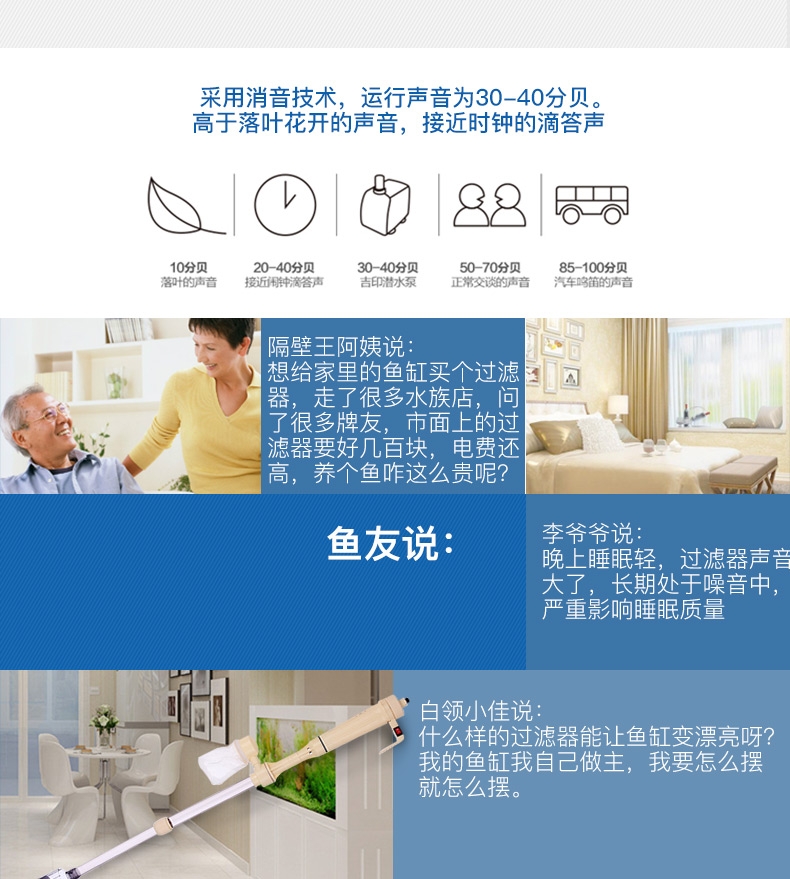 采用消音技术，运行声音为30-40分贝。
高于落叶花开的声音，接近时钟的滴答声
10分贝
落叶的声音
20-40分贝
接近闹钟滴答声
30-40分贝
吉印潜水泵
50-70分贝
正常交谈的声音
85-100分贝
汽车鸣笛的声音
隔壁王阿姨说：
想给家里的鱼缸买个过滤
器，走了很多水族店，问
了很多牌友，市面上的过
滤器要好几百块，电费还
高，养个鱼咋这么贵呢？
鱼友说：
李爷爷说：
晚上睡眠轻，过滤器声音
大了，长期处于噪音中，
严重影响睡眠质量
白领小佳说：
什么样的过滤器能让鱼缸变漂亮呀？
我的鱼缸我自己做主，我要怎么摆
就怎么摆。